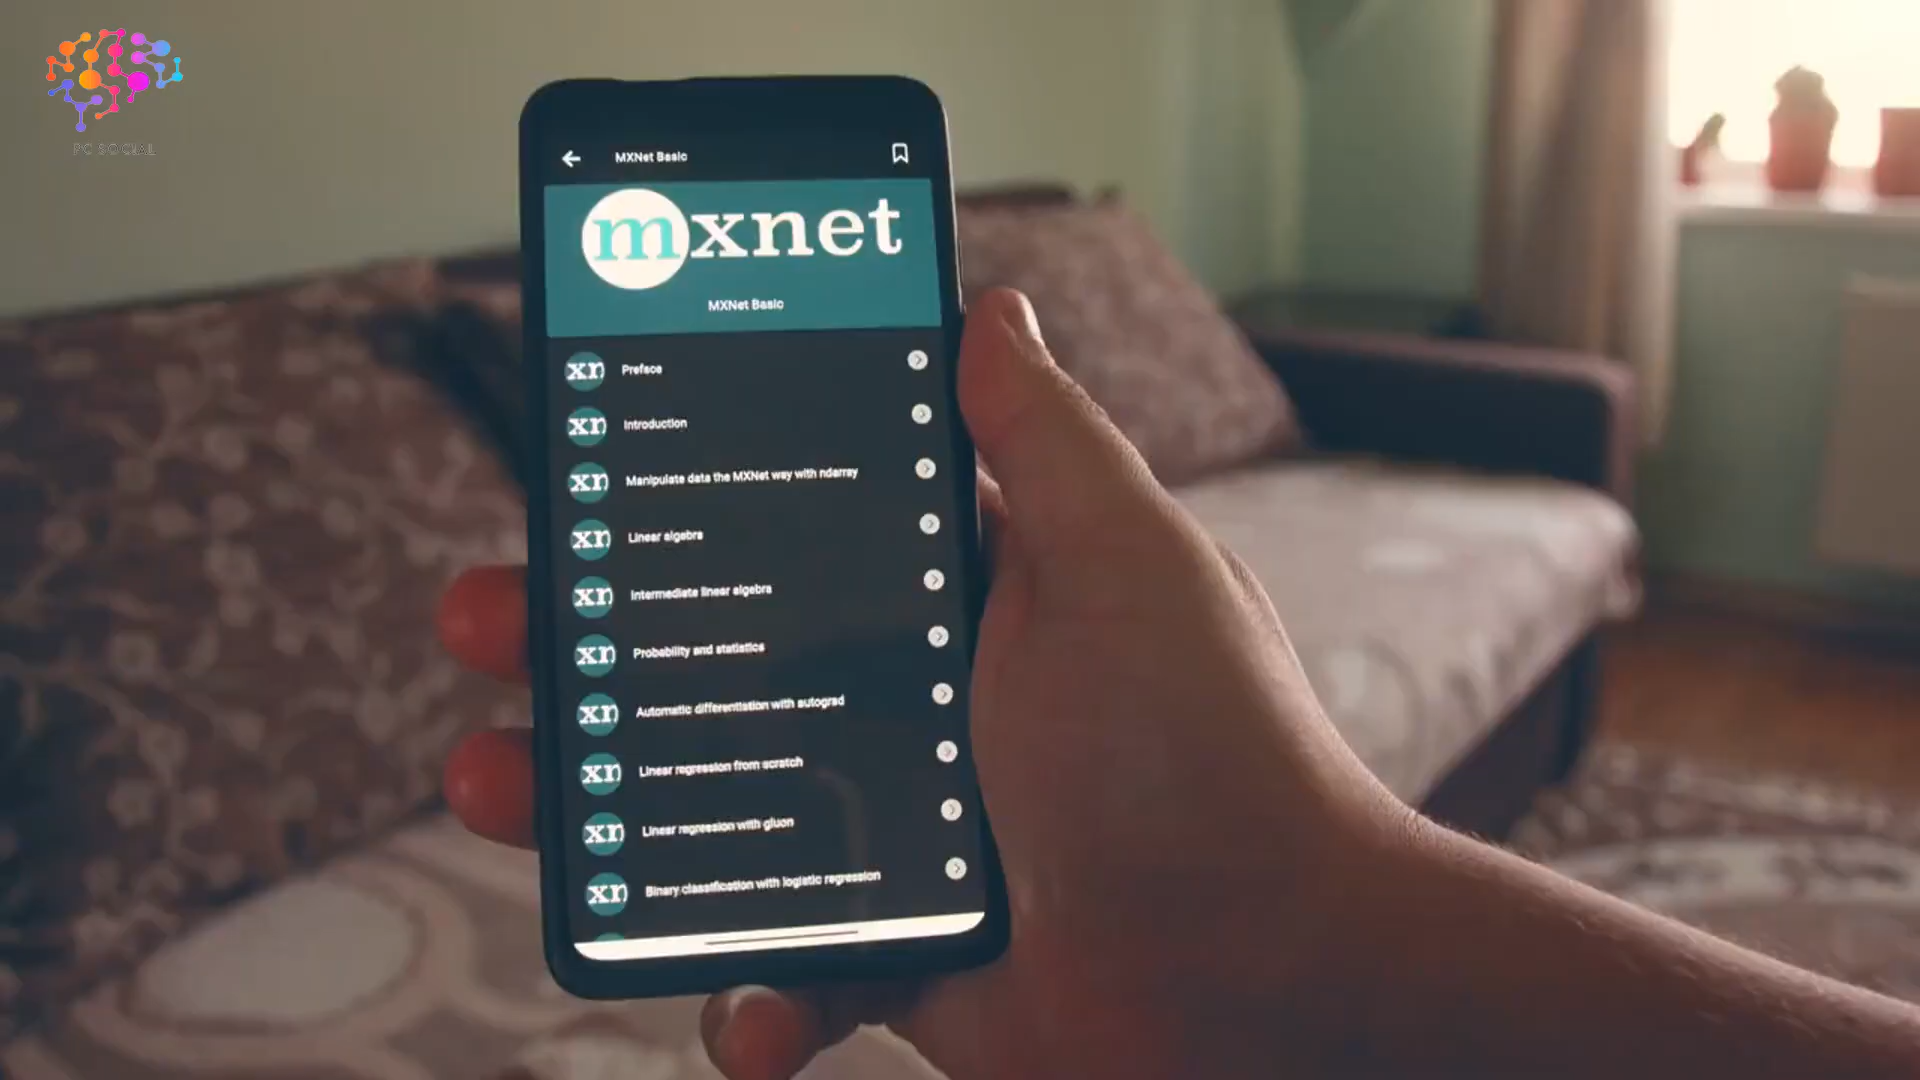 PC SOCIAL
MXNet Basic
mxnet
MXNet Basic
xn Preface
xn Introduction
xn Manipulate data the MXNet way with ndarray
xn Linear algebra
xn Intermediate linear algebra
xn Probability and statistics
xn Automatic differentiation with autograd
xn Linear regression from scratch
xn Linear regression with gluon
xn Binary classification with logistic regression